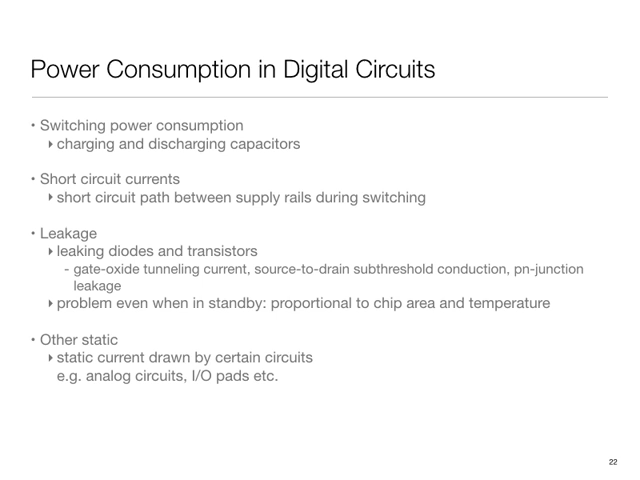 Power Consumption in Digital Circuits
• Switching power consumption
‣ charging and discharging capacitors
• Short circuit currents
‣ short circuit path between supply rails during switching
• Leakage
‣ leaking diodes and transistors
- gate-oxide tunneling current, source-to-drain subthreshold conduction, pn-junction
leakage
‣ problem even when in standby: proportional to chip area and temperature
• Other static
‣ static current drawn by certain circuits
e.g. analog circuits, I/O pads etc.
22